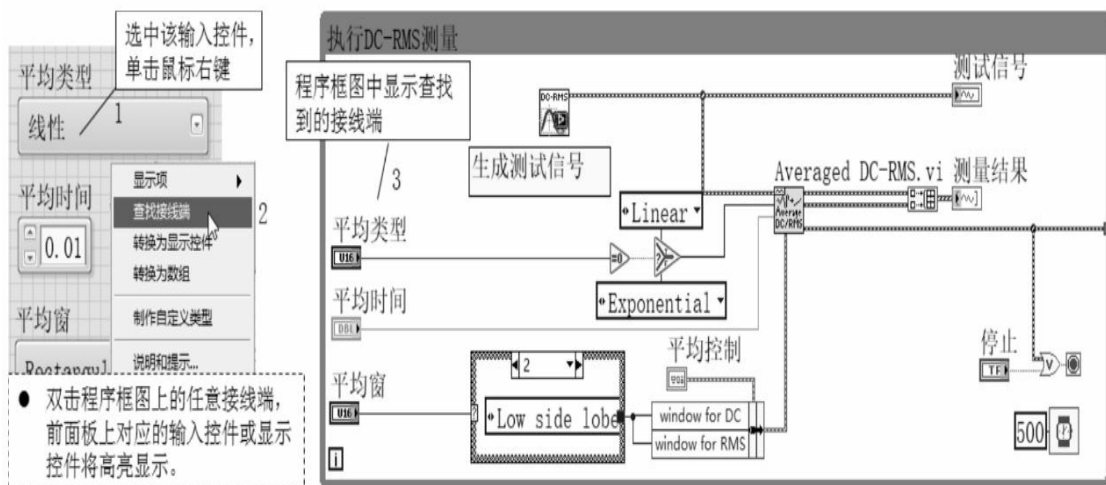 选中该输入控件,
单击鼠标右键
平均类型
线性
1
平均时间
0.01
显示项
查找接线端
2
转换为显示控件
转换为数组
制作自定义类型
说明和提示...
平均窗
Rectangul
● 双击程序框图上的任意接线端,
前面板上对应的输入控件或显示
控件将高亮显示。
执行DC-RMS测量
程序框图中显示查找
到的接线端
3
DC-RMS
生成测试信号
测试信号
Averaged DC-RMS.vi 测量结果
Average
DC/RMS
Linear
平均类型
U16
=0
?
Exponential
平均时间
DBL
平均控制
平均窗
U16
2
Low side lobe
window for DC
window for RMS
停止
TF
V
500
i